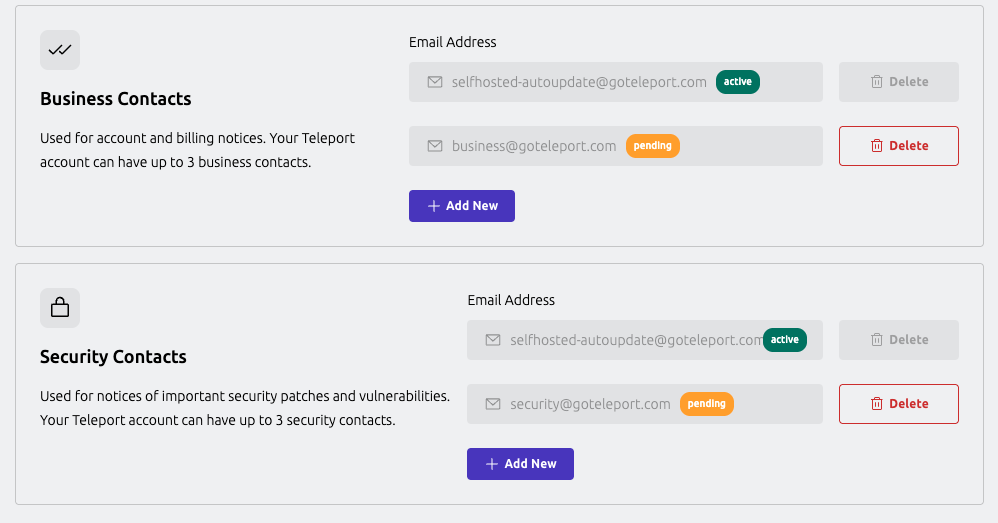 Business Contacts
Used for account and billing notices. Your Teleport
account can have up to 3 business contacts.
Email Address
selfhosted-autoupdate@goteleport.com active Delete
business@goteleport.com pending Delete
Add New
Security Contacts
Used for notices of important security patches and vulnerabilities.
Your Teleport account can have up to 3 security contacts.
Email Address
selfhosted-autoupdate@goteleport.com active Delete
security@goteleport.com pending Delete
Add New